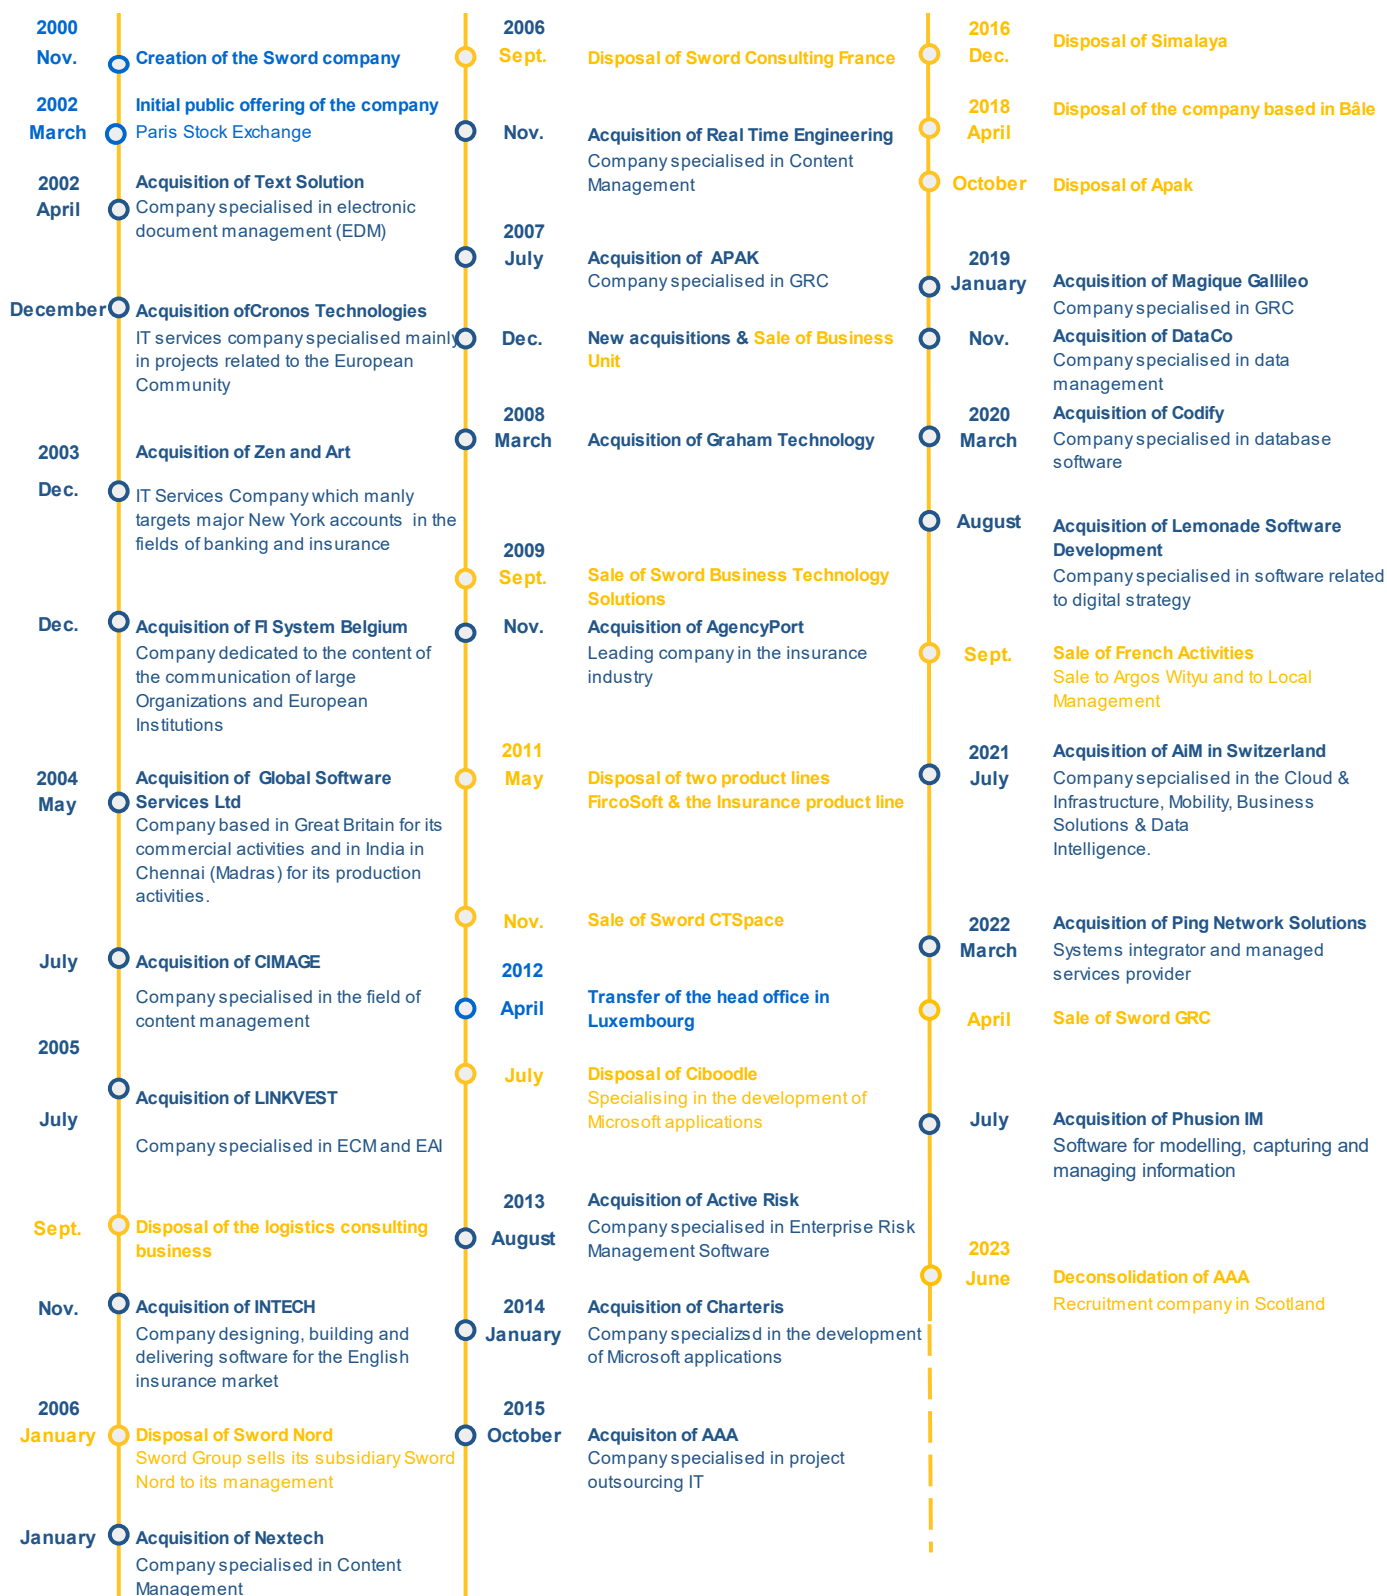 2000
Nov.
Creation of the Sword company
2002
March
Initial public offering of the company
Paris Stock Exchange
2002
April
Acquisition of Text Solution
Company specialised in electronic
document management (EDM)
December
Acquisition ofCronos Technologies
IT services company specialised mainly
in projects related to the European
Community
2003
Dec.
Acquisition of Zen and Art
IT Services Company which manly
targets major New York accounts in the
fields of banking and insurance
Dec.
Acquisition of FI System Belgium
Company dedicated to the content of
the communication of large
Organizations and European
Institutions
2004
May
Acquisition of Global Software
Services Ltd
Company based in Great Britain for its
commercial activities and in India in
Chennai (Madras) for its production
activities.
July
Acquisition of CIMAGE
Company specialised in the field of
content management
2005
July
Acquisition of LINKVEST
Company specialised in ECM and EAI
Sept.
Disposal of the logistics consulting
business
Nov.
Acquisition of INTECH
Company designing, building and
delivering software for the English
insurance market
2006
January
Disposal of Sword Nord
Sword Group sells its subsidiary Sword
Nord to its management
January
Acquisition of Nextech
Company specialised in Content
Management
2006
Sept.
Disposal of Sword Consulting France
Nov.
Acquisition of Real Time Engineering
Company specialised in Content
Management
2007
July
Acquisition of APAK
Company specialised in GRC
Dec.
New acquisitions & Sale of Business
Unit
2008
March
Acquisition of Graham Technology
2009
Sept.
Sale of Sword Business Technology
Solutions
Nov.
Acquisition of AgencyPort
Leading company in the insurance
industry
2011
May
Disposal of two product lines
FircoSoft & the Insurance product line
Nov.
Sale of Sword CTSpace
2012
April
Transfer of the head office in
Luxembourg
July
Disposal of Ciboodle
Specialising in the development of
Microsoft applications
2013
August
Acquisition of Active Risk
Company specialised in Enterprise Risk
Management Software
2014
January
Acquisition of Charteris
Company specializsd in the development
of Microsoft applications
2015
October
Acquisiton of AAA
Company specialised in project
outsourcing IT
2016
Dec.
Disposal of Simalaya
2018
April
Disposal of the company based in Bâle
October
Disposal of Apak
2019
January
Acquisition of Magique Gallileo
Company specialised in GRC
Nov.
Acquisition of DataCo
Company specialised in data
management
2020
March
Acquisition of Codify
Company specialised in database
software
August
Acquisition of Lemonade Software
Development
Company specialised in software related
to digital strategy
Sept.
Sale of French Activities
Sale to Argos Wityu and to Local
Management
2021
July
Acquisition of AiM in Switzerland
Company sepcialised in the Cloud &
Infrastructure, Mobility, Business
Solutions & Data
Intelligence.
2022
March
Acquisition of Ping Network Solutions
Systems integrator and managed
services provider
April
Sale of Sword GRC
July
Acquisition of Phusion IM
Software for modelling, capturing and
managing information
2023
June
Deconsolidation of AAA
Recruitment company in Scotland